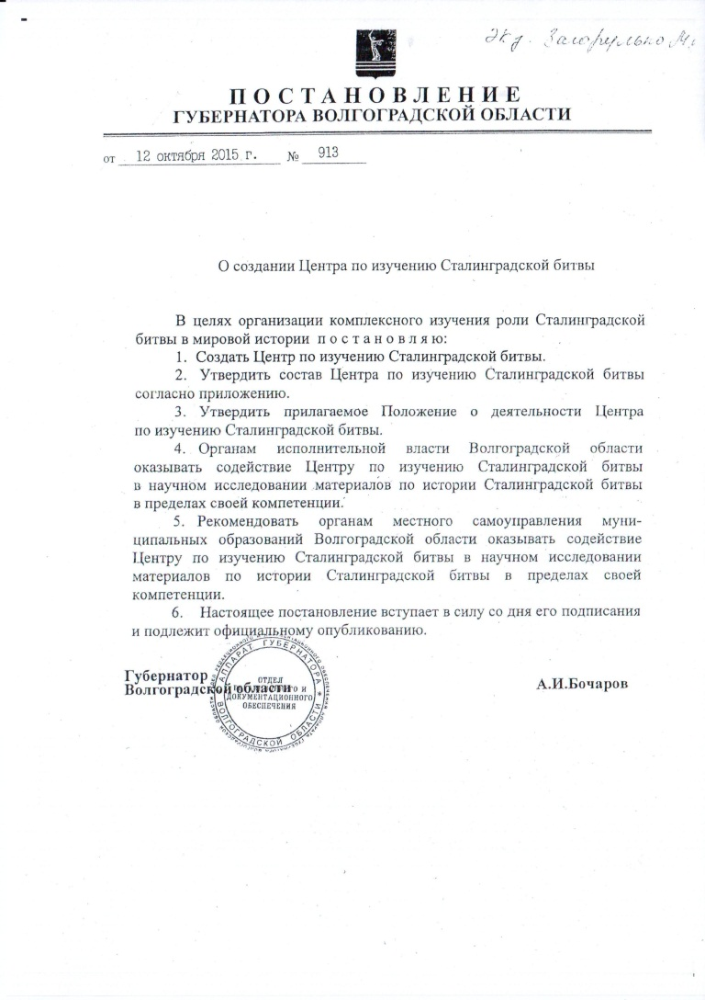 Экз. Загорулько М.
ПОСТАНОВЛЕНИЕ
ГУБЕРНАТОРА ВОЛГОГРАДСКОЙ ОБЛАСТИ
от 12 октября 2015 г. № 913
О создании Центра по изучению Сталинградской битвы
В целях организации комплексного изучения роли Сталинградской
битвы в мировой истории п о с т а н о в л я ю:
1. Создать Центр по изучению Сталинградской битвы.
2. Утвердить состав Центра по изучению Сталинградской битвы
согласно приложению.
3. Утвердить прилагаемое Положение о деятельности Центра
по изучению Сталинградской битвы.
4. Органам исполнительной власти Волгоградской области
оказывать содействие Центру по изучению Сталинградской битвы
в научном исследовании материалов по истории Сталинградской битвы
в пределах своей компетенции.
5. Рекомендовать органам местного самоуправления муни-
ципальных образований Волгоградской области оказывать содействие
Центру по изучению Сталинградской битвы в научном исследовании
материалов по истории Сталинградской битвы в пределах своей
компетенции.
6. Настоящее постановление вступает в силу со дня его подписания
и подлежит официальному опубликованию.
Губернатор
Волгоградской области
А.И.Бочаров
АППАРАТ ГУБЕРНАТОРА * ВОЛГОГРАДСКОЙ ОБЛАСТИ
ОТДЕЛ
И
ДОКУМЕНТАЦИОННОГО
ОБЕСПЕЧЕНИЯ